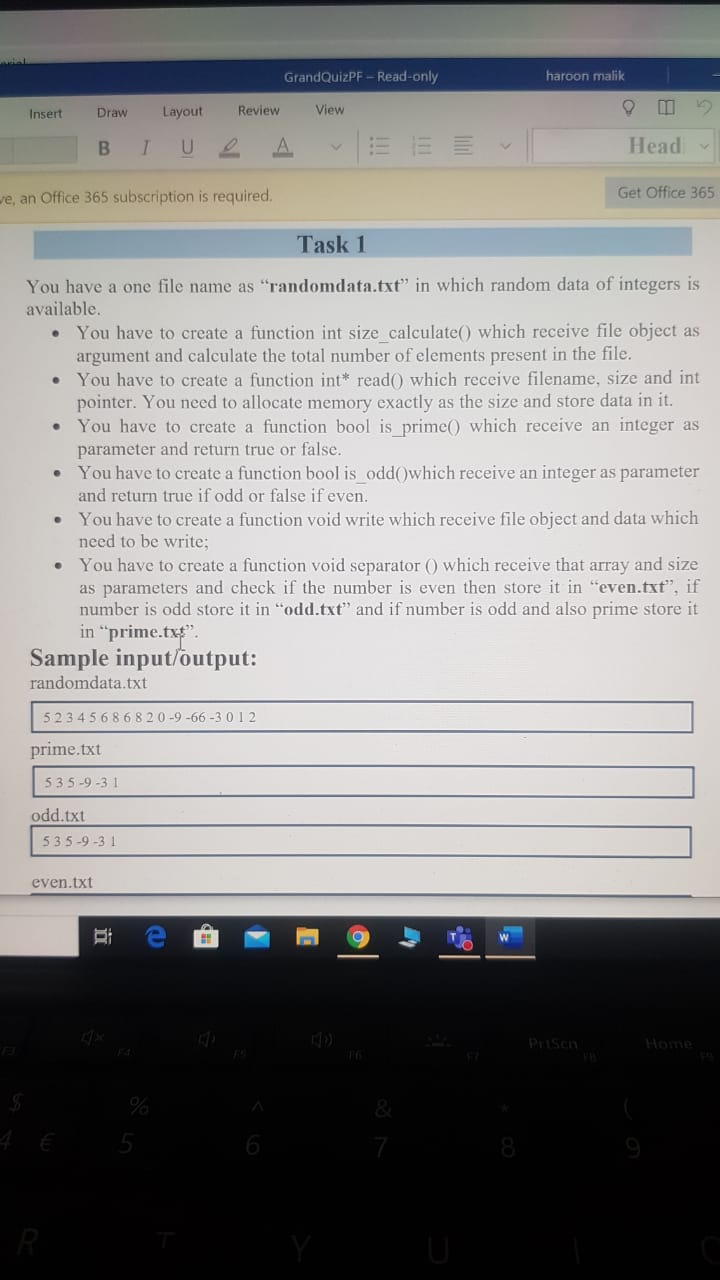 GrandQuizPF – Read-only haroon malik
Insert Draw Layout Review View
B I U A Head
ve, an Office 365 subscription is required. Get Office 365
Task 1
You have a one file name as “randomdata.txt” in which random data of integers is
available.
• You have to create a function int size_calculate() which receive file object as
argument and calculate the total number of elements present in the file.
• You have to create a function int* read() which receive filename, size and int
pointer. You need to allocate memory exactly as the size and store data in it.
• You have to create a function bool is_prime() which receive an integer as
parameter and return true or false.
• You have to create a function bool is_odd()which receive an integer as parameter
and return true if odd or false if even.
• You have to create a function void write which receive file object and data which
need to be write;
• You have to create a function void separator () which receive that array and size
as parameters and check if the number is even then store it in “even.txt”, if
number is odd store it in “odd.txt” and if number is odd and also prime store it
in “prime.txt”.
Sample input/output:
randomdata.txt
5 2 3 4 5 6 8 6 8 2 0 -9 -66 -3 0 1 2
prime.txt
5 3 5 -9 -3 1
odd.txt
5 3 5 -9 -3 1
even.txt
PrtScn Home
F3 F4 F5 F6 F7 F8 F9
$ % ^ & * (
4 € 5 6 7 8 9
R T Y U I